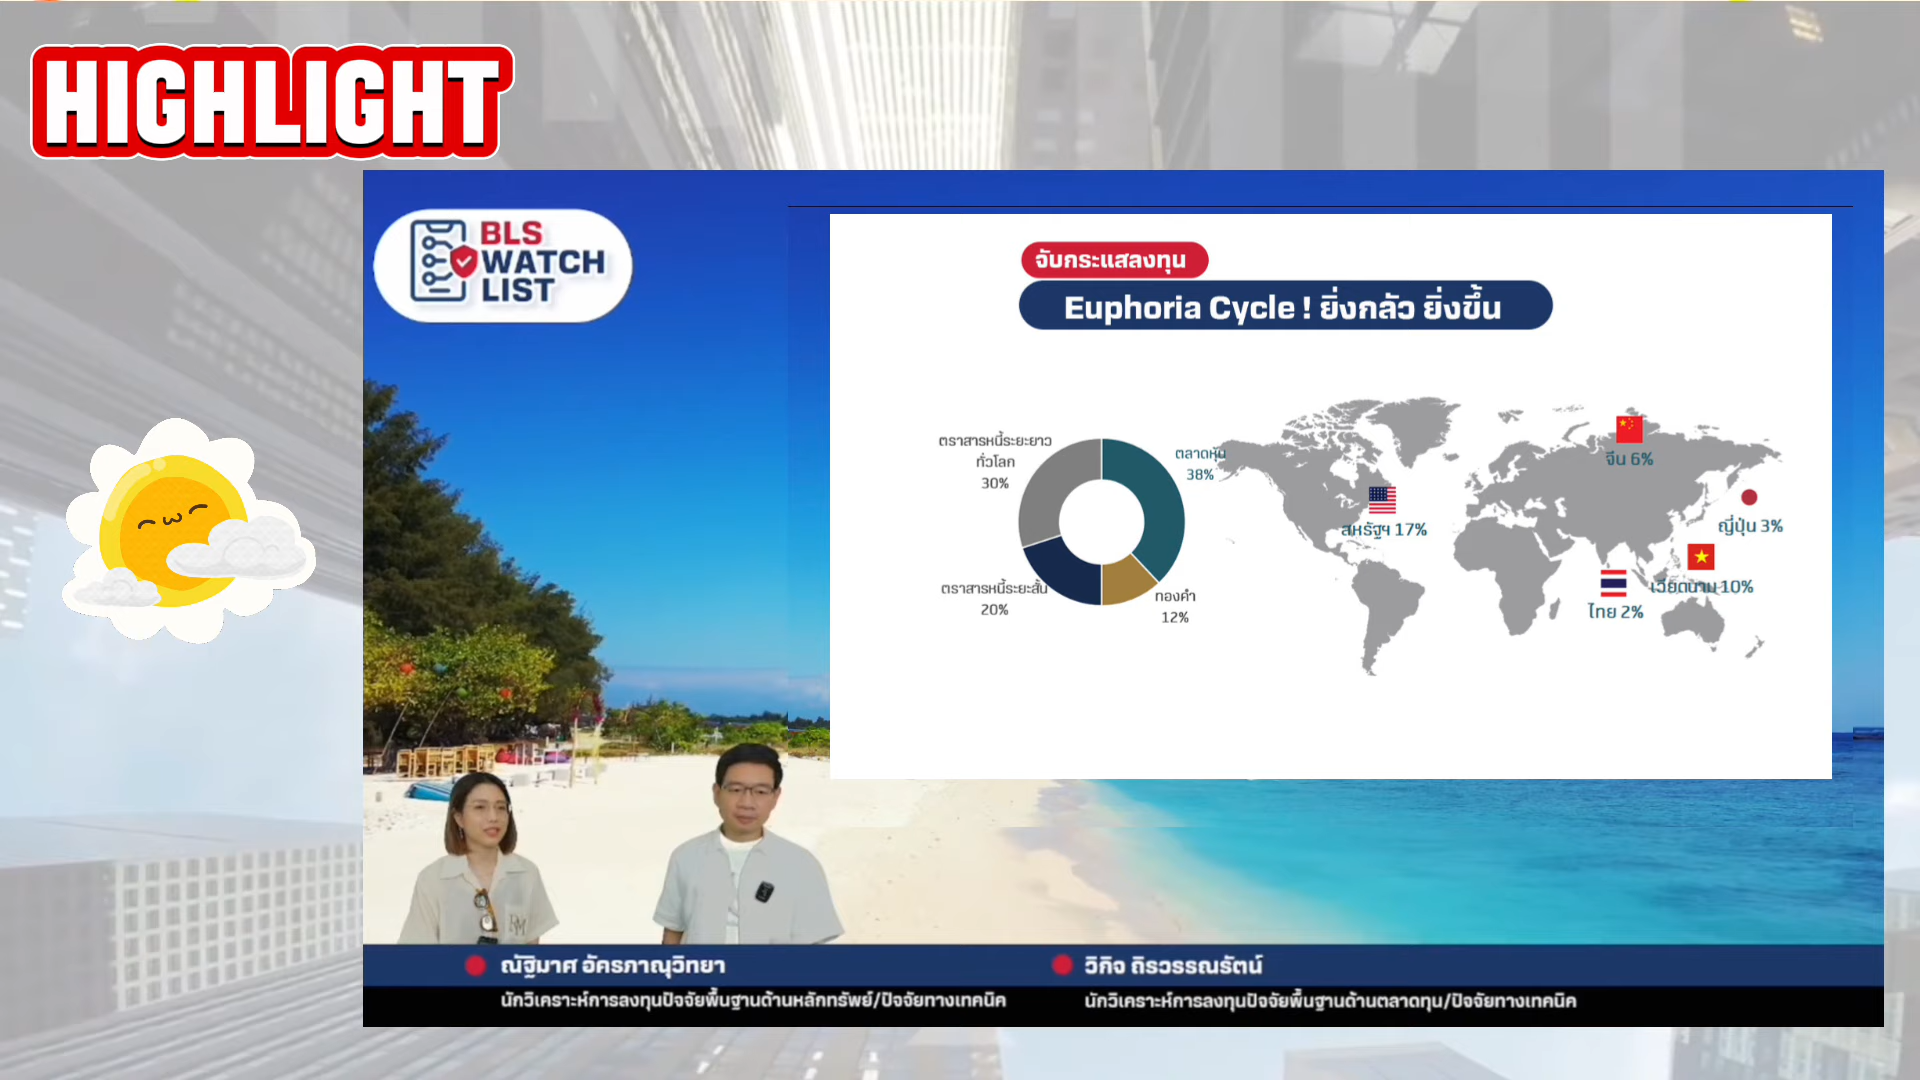 HIGHLIGHT
BLS
WATCH
LIST
จับกระแสลงทุน
Euphoria Cycle ! ยิ่งกลัว ยิ่งขึ้น
ตราสารหนี้ระยะยาว
ทั่วโลก
30%
ตลาดหุ้น
38%
ตราสารหนี้ระยะสั้น
20%
ทองคำ
12%
จีน 6%
สหรัฐฯ 17%
ญี่ปุ่น 3%
เวียดนาม 10%
ไทย 2%
ณัฐิมาศ อัครภาณุวิทยา
นักวิเคราะห์การลงทุนปัจจัยพื้นฐานด้านหลักทรัพย์/ปัจจัยทางเทคนิค
วิกิจ ถิรวรรณรัตน์
นักวิเคราะห์การลงทุนปัจจัยพื้นฐานด้านตลาดทุน/ปัจจัยทางเทคนิค